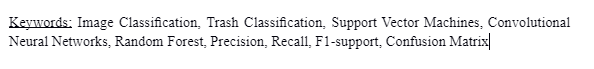 Keywords: Image Classification, Trash Classification, Support Vector Machines, Convolutional
Neural Networks, Random Forest, Precision, Recall, F1-support, Confusion Matrix